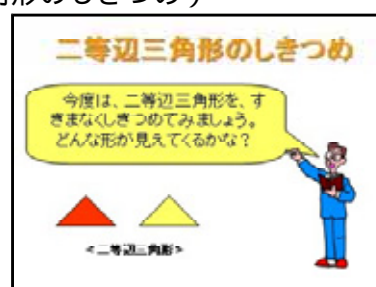 角形のしきつめ)
二等辺三角形のしきつめ
今度は、二等辺三角形を、す
きまなくしきつめてみましょう。
どんな形が見えてくるかな？
<二等辺三角形>